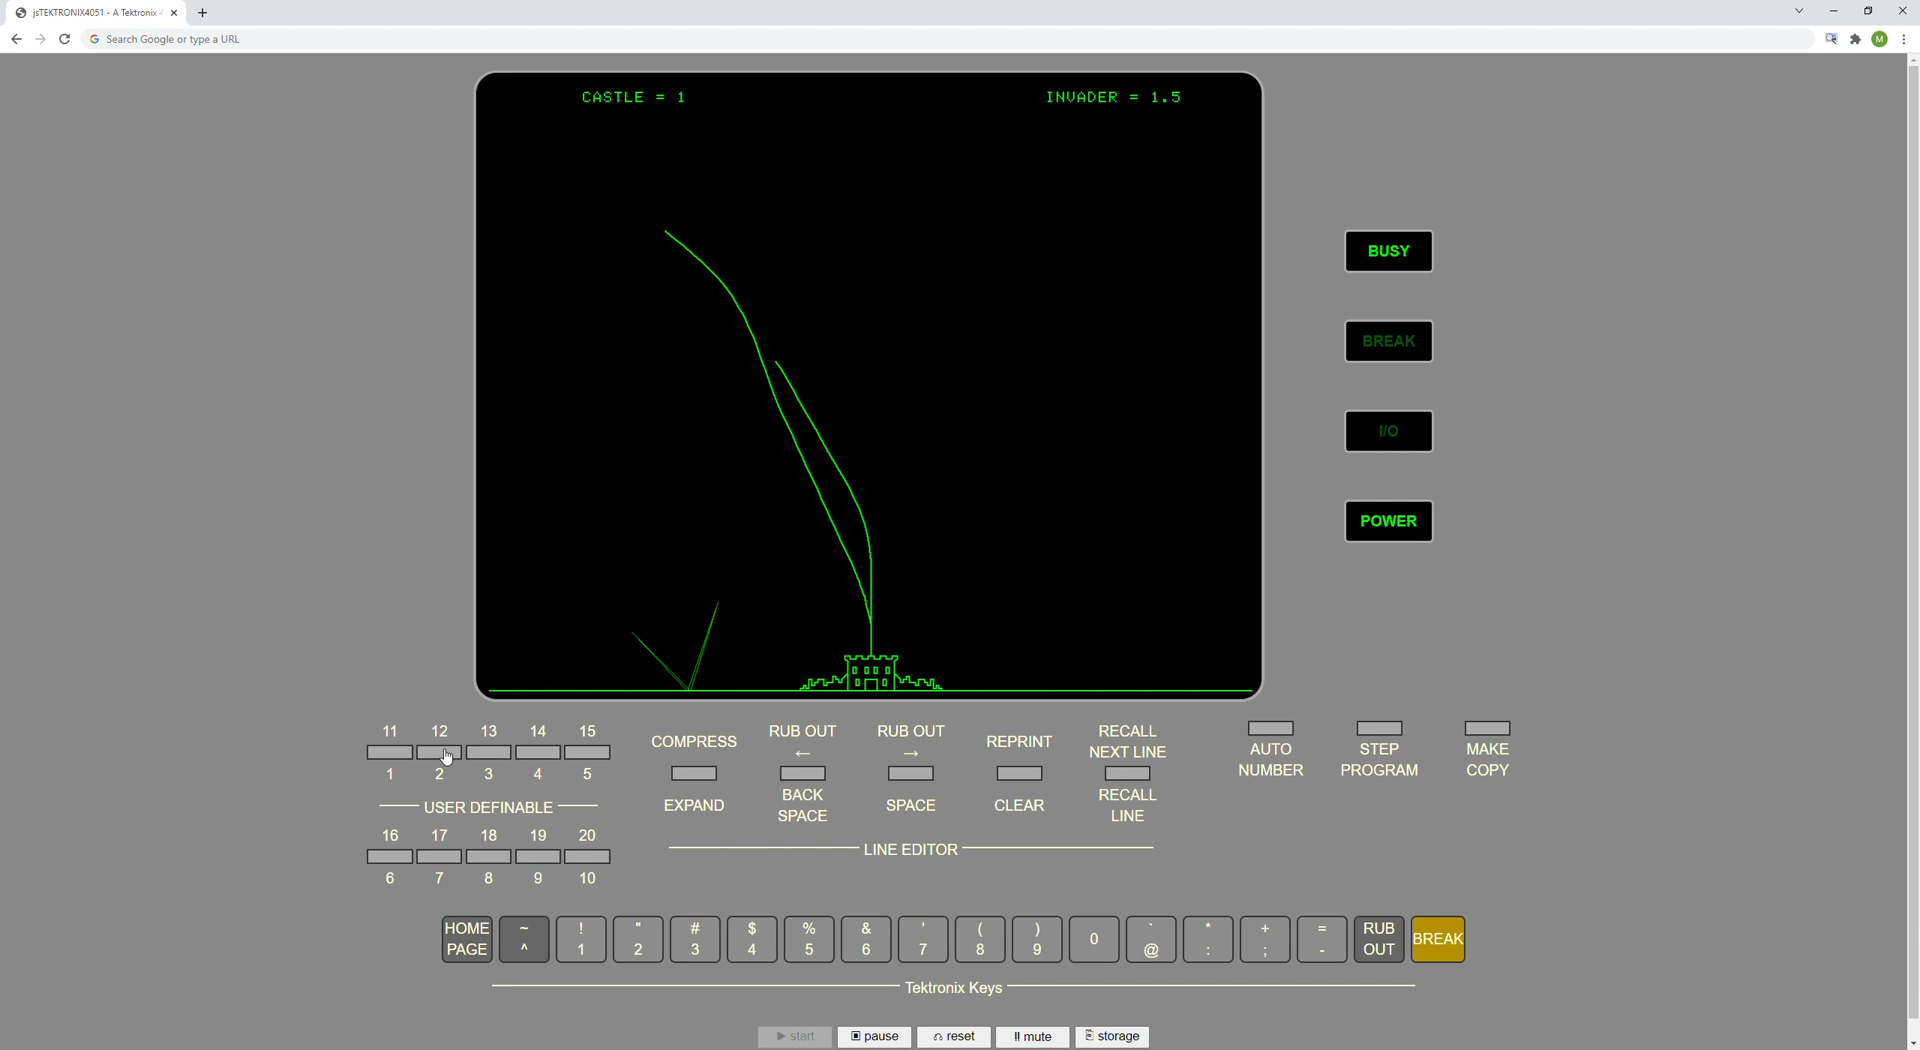 jsTEKTRONIX4051 - A Tektronix
Search Google or type a URL
M
CASTLE = 1
INVADER = 1.5
BUSY
BREAK
I/O
POWER
11 12 13 14 15
1 2 3 4 5
USER DEFINABLE
16 17 18 19 20
6 7 8 9 10
COMPRESS
EXPAND
RUB OUT
←
BACK
SPACE
RUB OUT
→
SPACE
REPRINT
CLEAR
RECALL
NEXT LINE
RECALL
LINE
LINE EDITOR
AUTO
NUMBER
STEP
PROGRAM
MAKE
COPY
HOME ~ ! " # $ % & ' ( ) 0 ` * + = RUB BREAK
PAGE ^ 1 2 3 4 5 6 7 8 9 @ : ; - OUT
Tektronix Keys
start pause reset mute storage